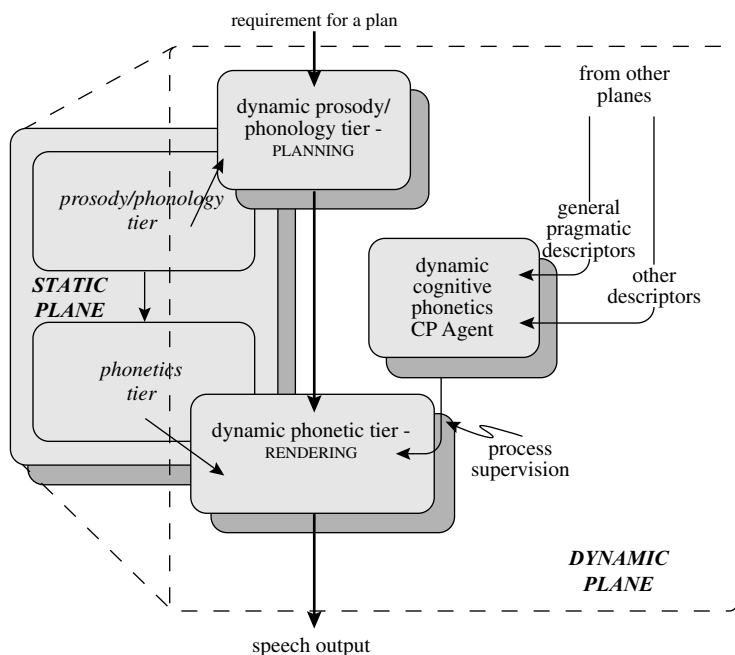 requirement for a plan
dynamic prosody/
phonology tier -
PLANNING
from other
planes
prosody/phonology
tier
general
pragmatic
descriptors
other
descriptors
STATIC
PLANE
dynamic
cognitive
phonetics
CP Agent
phonetics
tier
dynamic phonetic tier -
RENDERING
process
supervision
DYNAMIC
PLANE
speech output